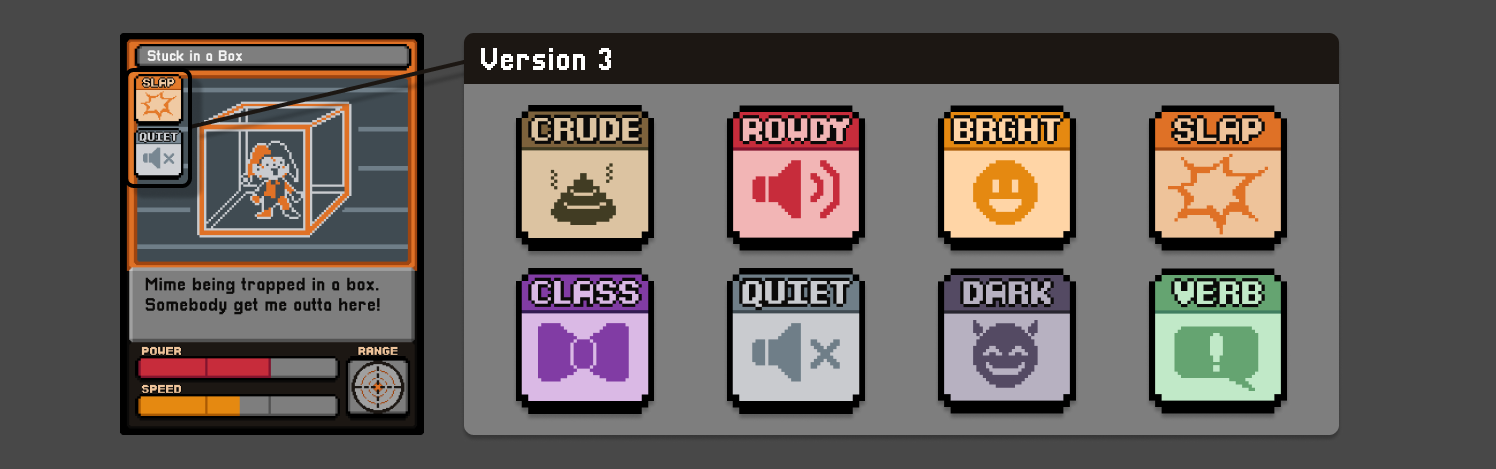 Stuck in a Box
SLAP
QUIET
Mime being trapped in a box.
Somebody get me outta here!
POWER
RANGE
SPEED
Version 3
CRUDE
ROWDY
BRGHT
SLAP
CLASS
QUIET
DARK
VERB